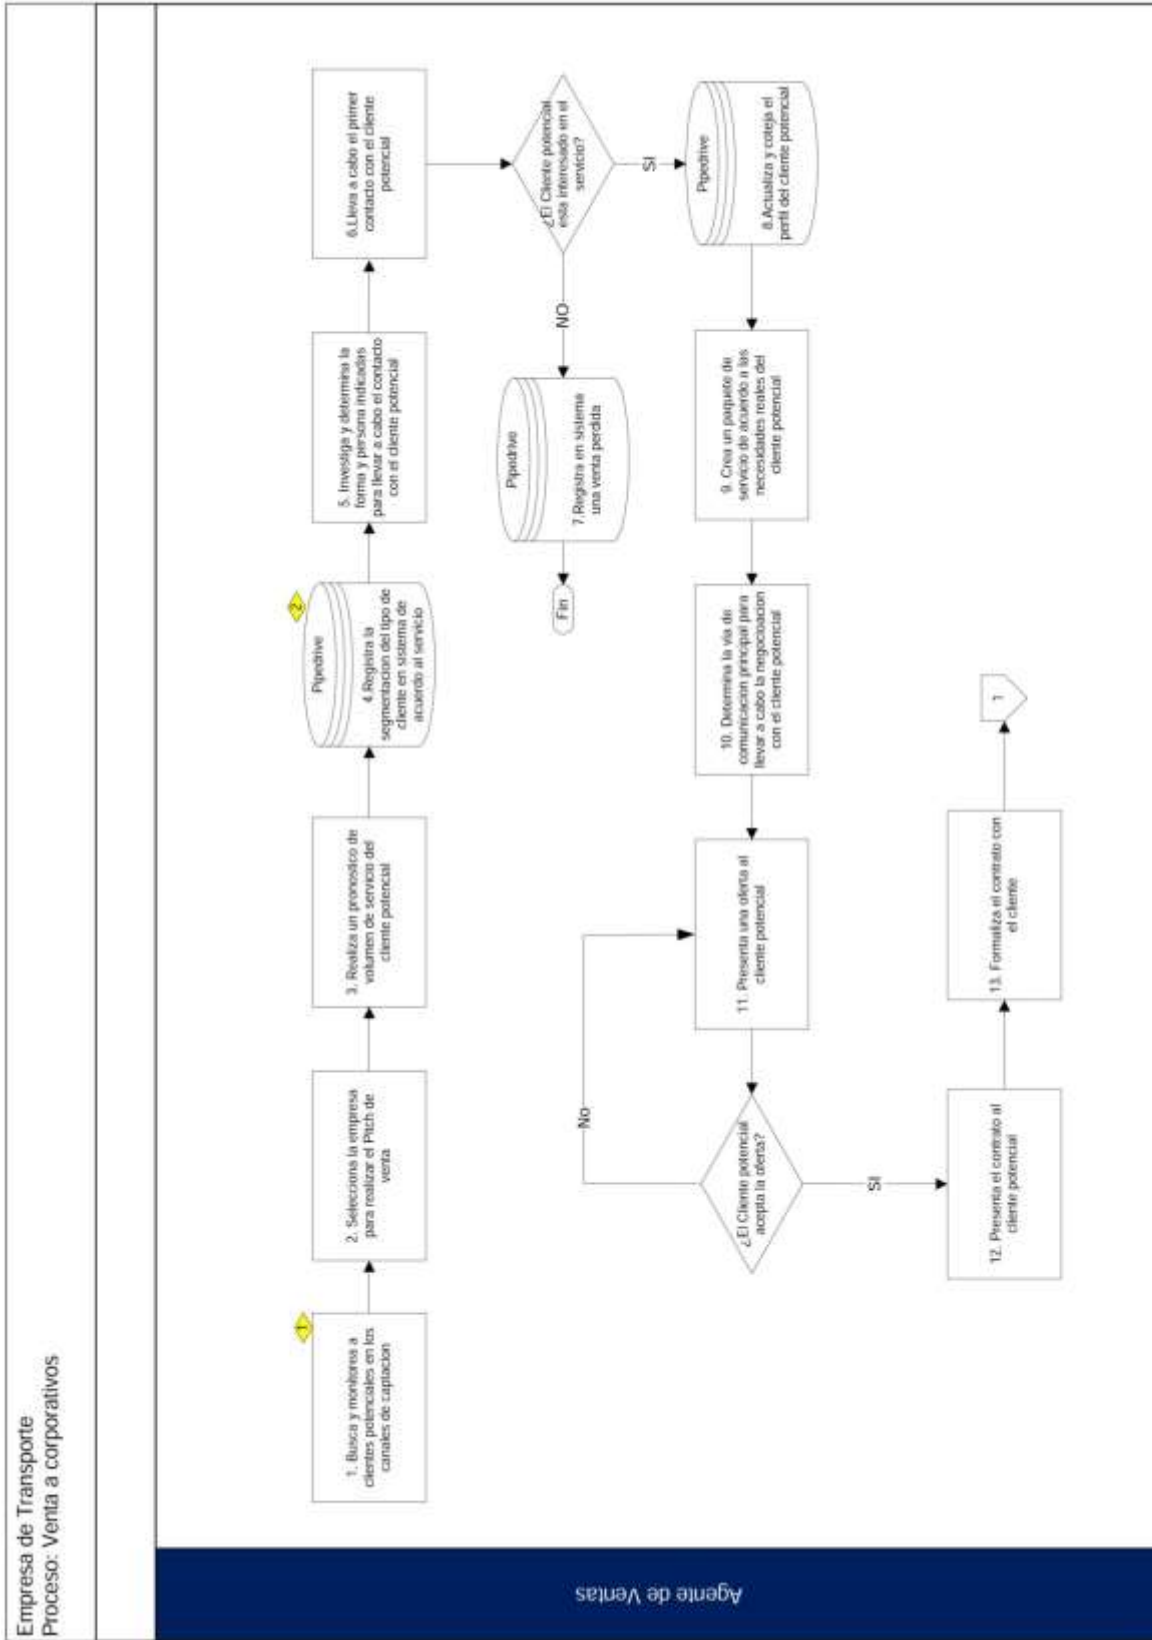 Empresa de Transporte
Proceso: Venta a corporativos
Agente de Ventas
1
1. Busca y monitorea a
clientes potenciales en los
canales de captacion
2. Selecciona la empresa
para realizar el Pitch de
venta
3. Realiza un pronostico de
volumen de servicio del
cliente potencial
2
Pipedrive
4.Registra la
segmentacion del tipo de
cliente en sistema de
acuerdo al servicio
5. Investiga y determina la
forma y persona indicadas
para llevar a cabo el contacto
con el cliente potencial
6.Lleva a cabo el primer
contacto con el cliente
potencial
¿El Cliente potencial
esta interesado en el
servicio?
NO
Pipedrive
7.Registra en sistema
una venta perdida
Fin
SI
Pipedrive
8.Actualiza y coteja el
perfil del cliente potencial
9. Crea un paquete de
servicio de acuerdo a las
necesidades reales del
cliente potencial
10. Determina la via de
comunicacion principal para
llevar a cabo la negociacion
con el cliente potencial
11. Presenta una oferta al
cliente potencial
¿El Cliente potencial
acepta la oferta?
No
SI
12. Presenta el contrato al
cliente potencial
13. Formaliza el contrato con
el cliente
1